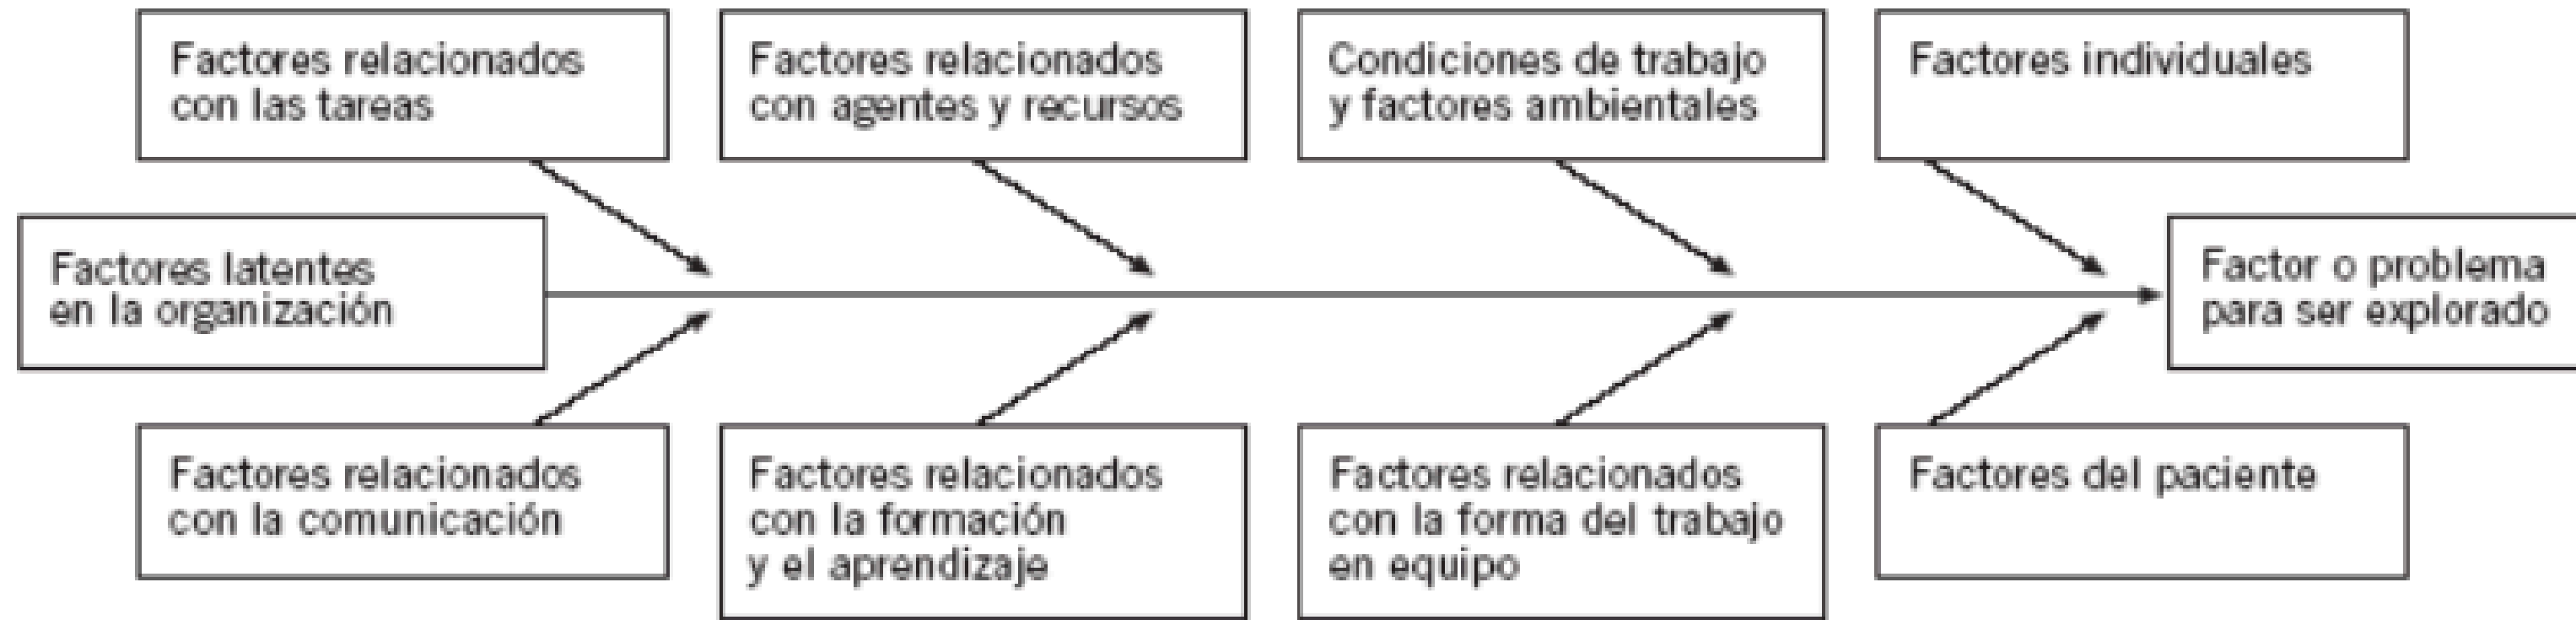 Factores relacionados
con las tareas
Factores relacionados
con agentes y recursos
Condiciones de trabajo
y factores ambientales
Factores individuales
Factores latentes
en la organización
Factor o problema
para ser explorado
Factores relacionados
con la comunicación
Factores relacionados
con la formación
y el aprendizaje
Factores relacionados
con la forma del trabajo
en equipo
Factores del paciente